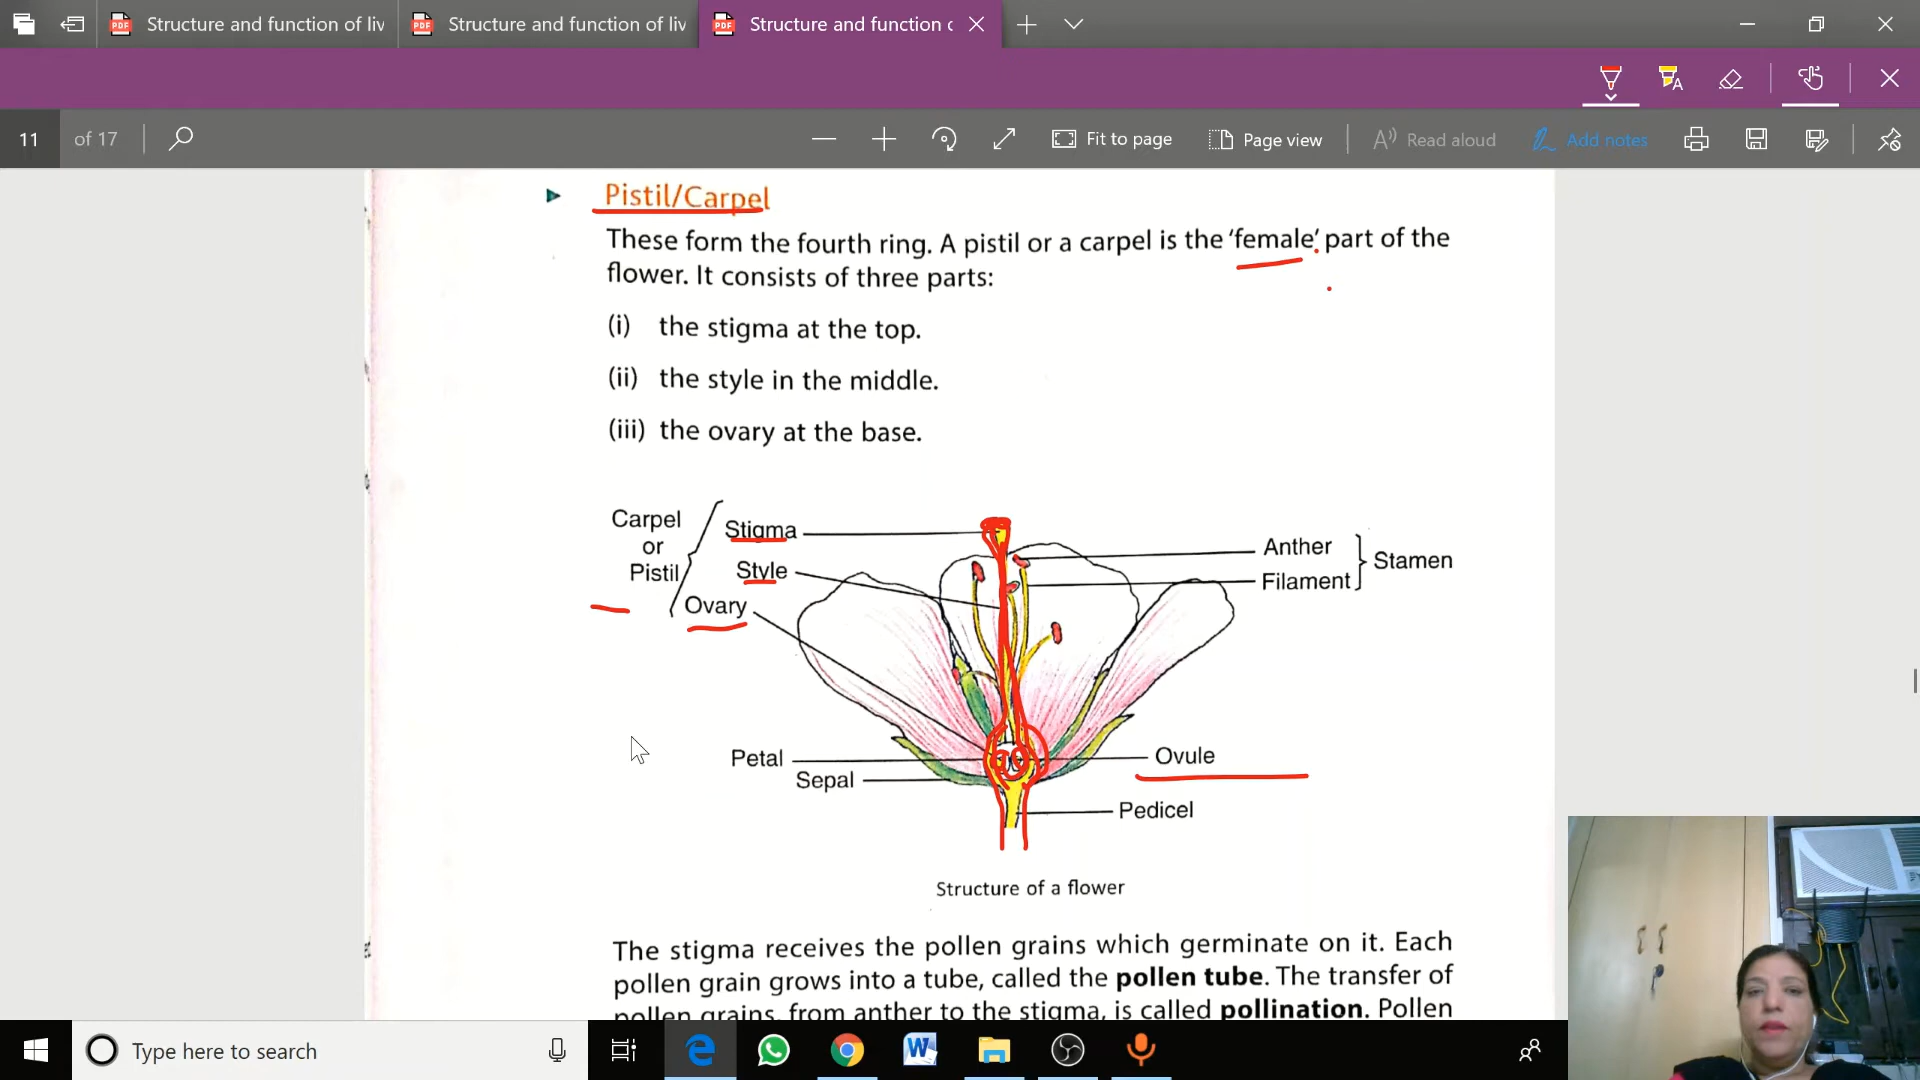 Structure and function of liv
Structure and function of liv
Structure and function o
11 of 17
Fit to page
Page view
Read aloud
Add notes
Pistil/Carpel
These form the fourth ring. A pistil or a carpel is the ‘female’ part of the
flower. It consists of three parts:
(i) the stigma at the top.
(ii) the style in the middle.
(iii) the ovary at the base.
Carpel
or
Pistil
Stigma
Style
Ovary
Anther
Filament
Stamen
Petal
Sepal
Ovule
Pedicel
Structure of a flower
The stigma receives the pollen grains which germinate on it. Each
pollen grain grows into a tube, called the pollen tube. The transfer of
pollen grains, from anther to the stigma, is called pollination. Pollen
Type here to search